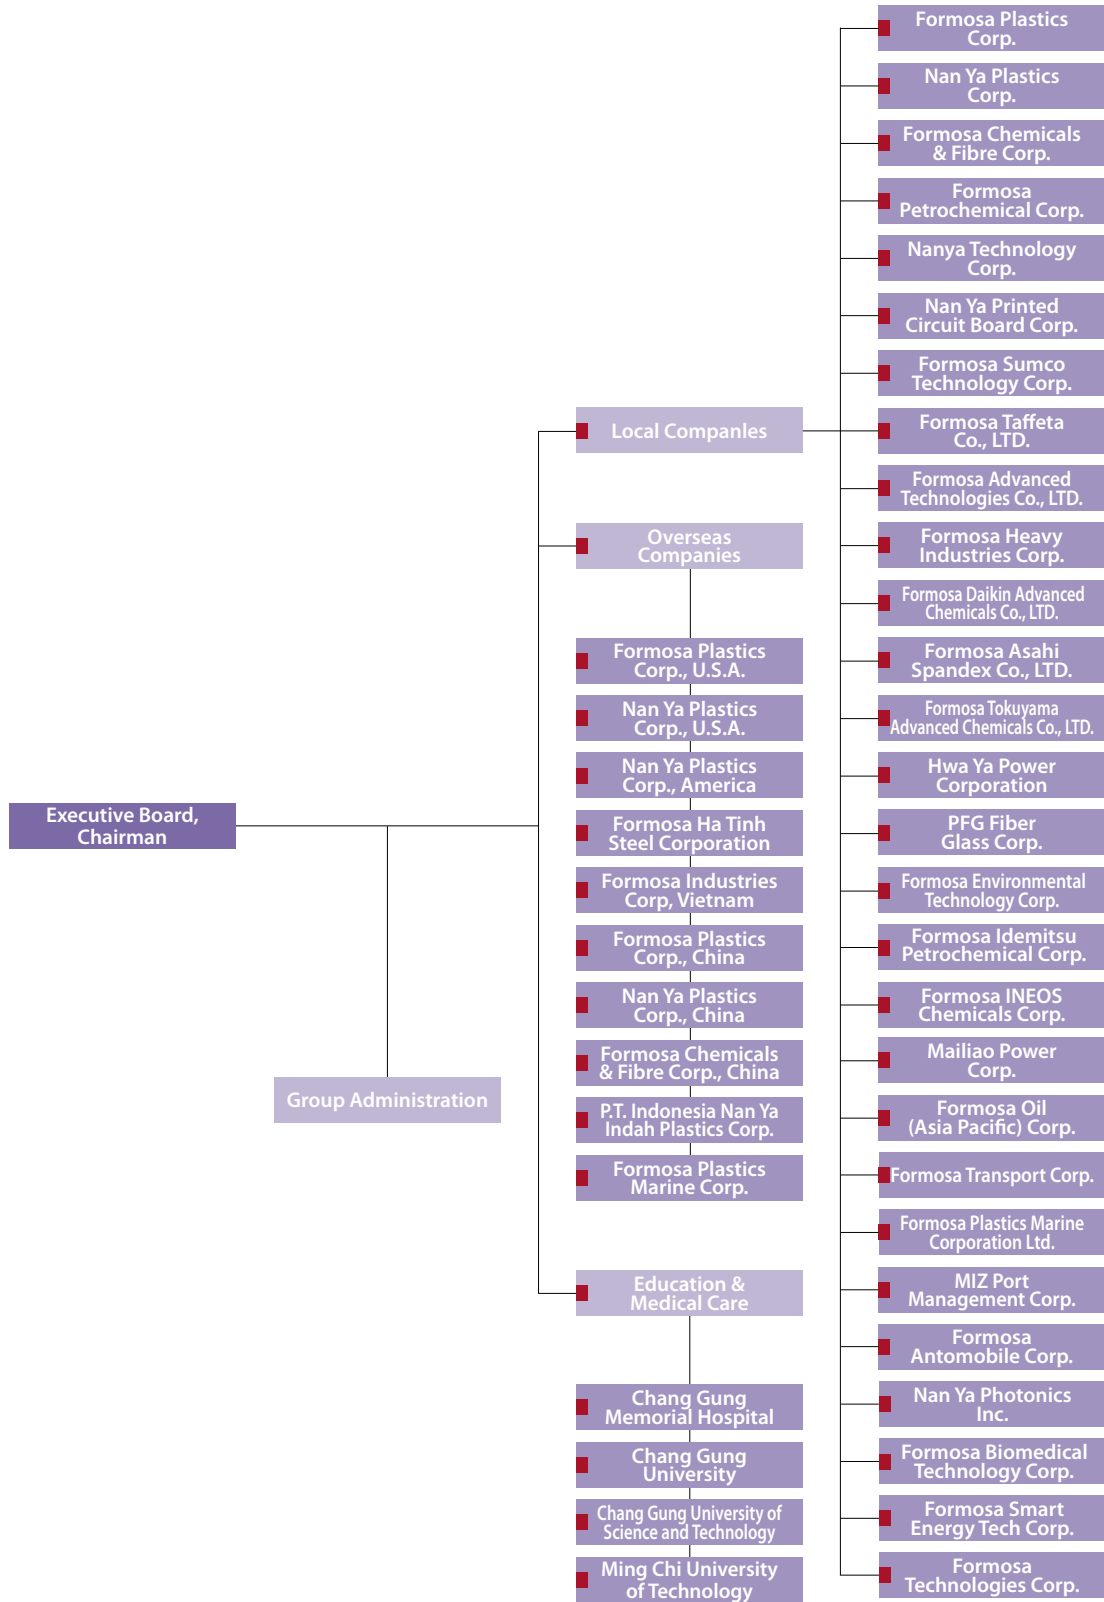 Executive Board,
Chairman
Group Administration
Local Companles
Overseas
Companies
Formosa Plastics
Corp., U.S.A.
Nan Ya Plastics
Corp., U.S.A.
Nan Ya Plastics
Corp., America
Formosa Ha Tinh
Steel Corporation
Formosa Industries
Corp, Vietnam
Formosa Plastics
Corp., China
Nan Ya Plastics
Corp., China
Formosa Chemicals
& Fibre Corp., China
P.T. Indonesia Nan Ya
Indah Plastics Corp.
Formosa Plastics
Marine Corp.
Education &
Medical Care
Chang Gung
Memorial Hospital
Chang Gung
University
Chang Gung University of
Science and Technology
Ming Chi University
of Technology
Formosa Plastics
Corp.
Nan Ya Plastics
Corp.
Formosa Chemicals
& Fibre Corp.
Formosa
Petrochemical Corp.
Nanya Technology
Corp.
Nan Ya Printed
Circuit Board Corp.
Formosa Sumco
Technology Corp.
Formosa Taffeta
Co., LTD.
Formosa Advanced
Technologies Co., LTD.
Formosa Heavy
Industries Corp.
Formosa Daikin Advanced
Chemicals Co., LTD.
Formosa Asahi
Spandex Co., LTD.
Formosa Tokuyama
Advanced Chemicals Co., LTD.
Hwa Ya Power
Corporation
PFG Fiber
Glass Corp.
Formosa Environmental
Technology Corp.
Formosa Idemitsu
Petrochemical Corp.
Formosa INEOS
Chemicals Corp.
Mailiao Power
Corp.
Formosa Oil
(Asia Pacific) Corp.
Formosa Transport Corp.
Formosa Plastics Marine
Corporation Ltd.
MIZ Port
Management Corp.
Formosa
Antomobile Corp.
Nan Ya Photonics
Inc.
Formosa Biomedical
Technology Corp.
Formosa Smart
Energy Tech Corp.
Formosa
Technologies Corp.